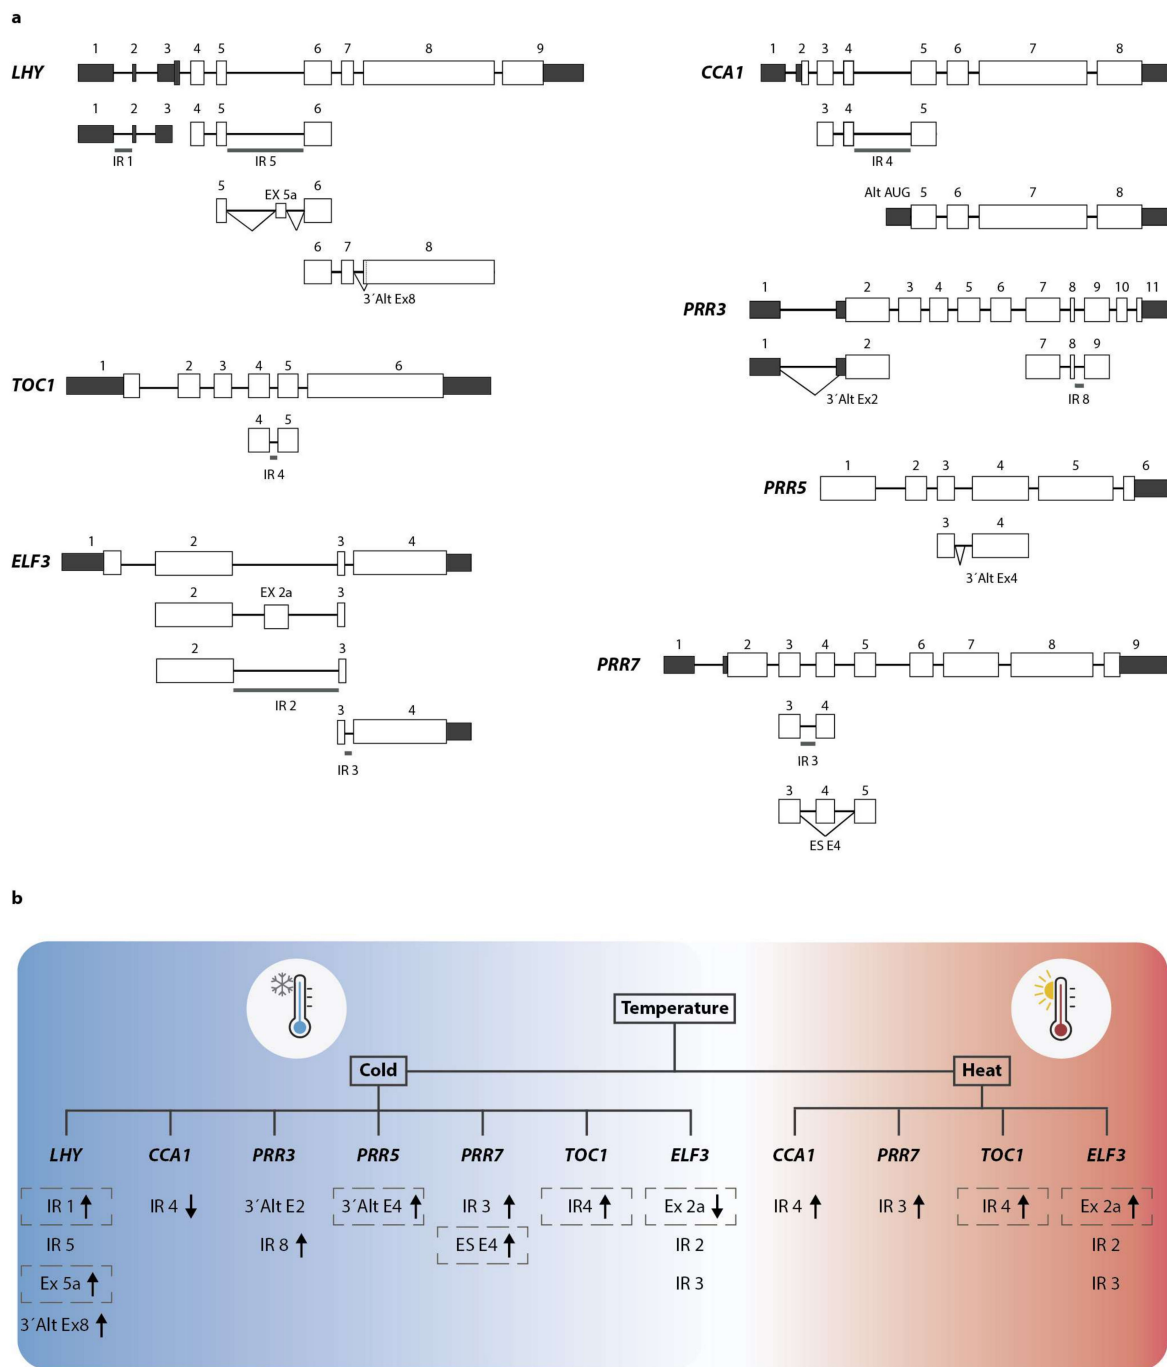 a
1 2 3 4 5 6 7 8 9
LHY
1 2 3 4 5 6
IR 1 IR 5
5 EX 5a 6
6 7 8
3´Alt Ex8
1 2 3 4 5 6
TOC1
4 5
IR 4
1 2 3 4
ELF3
2 EX 2a 3
2 3
IR 2
3 4
IR 3
1 2 3 4 5 6 7 8
CCA1
3 4 5
IR 4
Alt AUG 5 6 7 8
1 2 3 4 5 6 7 8 9 10 11
PRR3
1 2 7 8 9
3´Alt Ex2 IR 8
1 2 3 4 5 6
PRR5
3 4
3´Alt Ex4
1 2 3 4 5 6 7 8 9
PRR7
3 4
IR 3
3 4 5
ES E4
b
Temperature
Cold Heat
LHY CCA1 PRR3 PRR5 PRR7 TOC1 ELF3 CCA1 PRR7 TOC1 ELF3
IR 1 ↑ IR 4 ↓ 3´Alt E2 3´Alt E4 ↑ IR 3 ↑ IR4 ↑ Ex 2a ↓ IR 4 ↑ IR 3 ↑ IR 4 ↑ Ex 2a ↑
IR 5 IR 8 ↑ ES E4 ↑ IR 2 IR 2
Ex 5a ↑ IR 3 IR 3
3´Alt Ex8 ↑